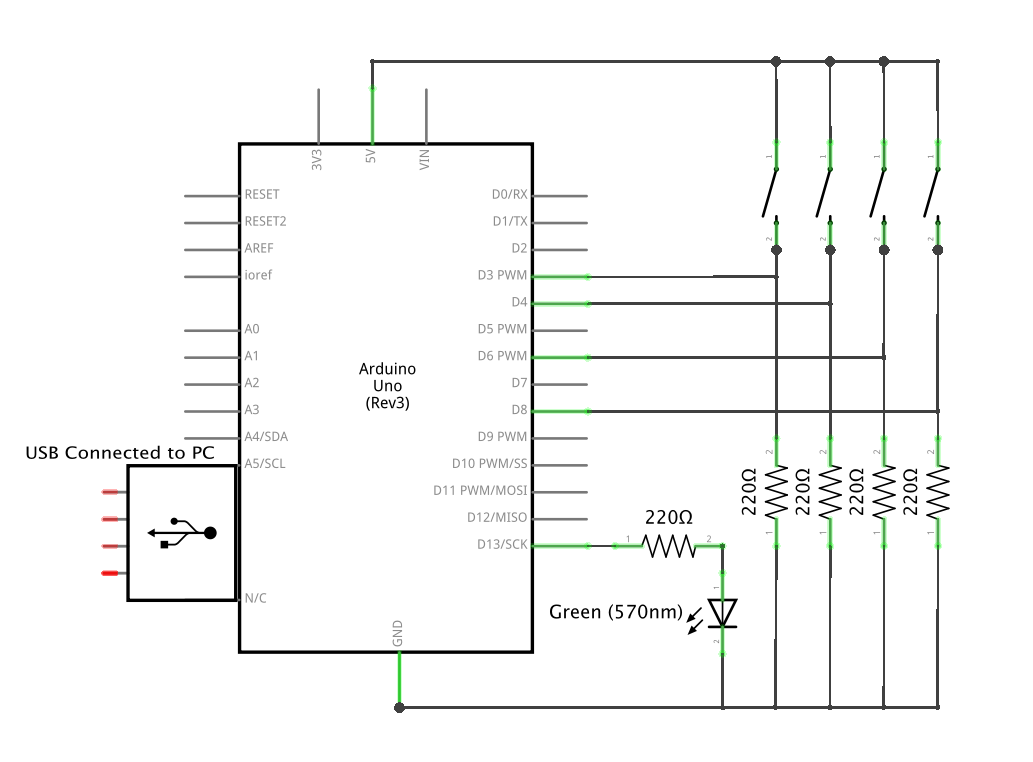 3V3
5V
VIN
RESET
RESET2
AREF
ioref
A0
A1
A2
A3
A4/SDA
A5/SCL
N/C
D0/RX
D1/TX
D2
D3 PWM
D4
D5 PWM
D6 PWM
D7
D8
D9 PWM
D10 PWM/SS
D11 PWM/MOSI
D12/MISO
D13/SCK
GND
Arduino
Uno
(Rev3)
USB Connected to PC
1
2
1
2
1
2
1
2
2
220Ω
1
2
220Ω
1
2
220Ω
1
2
220Ω
1
220Ω
1
2
1
Green (570nm)
2